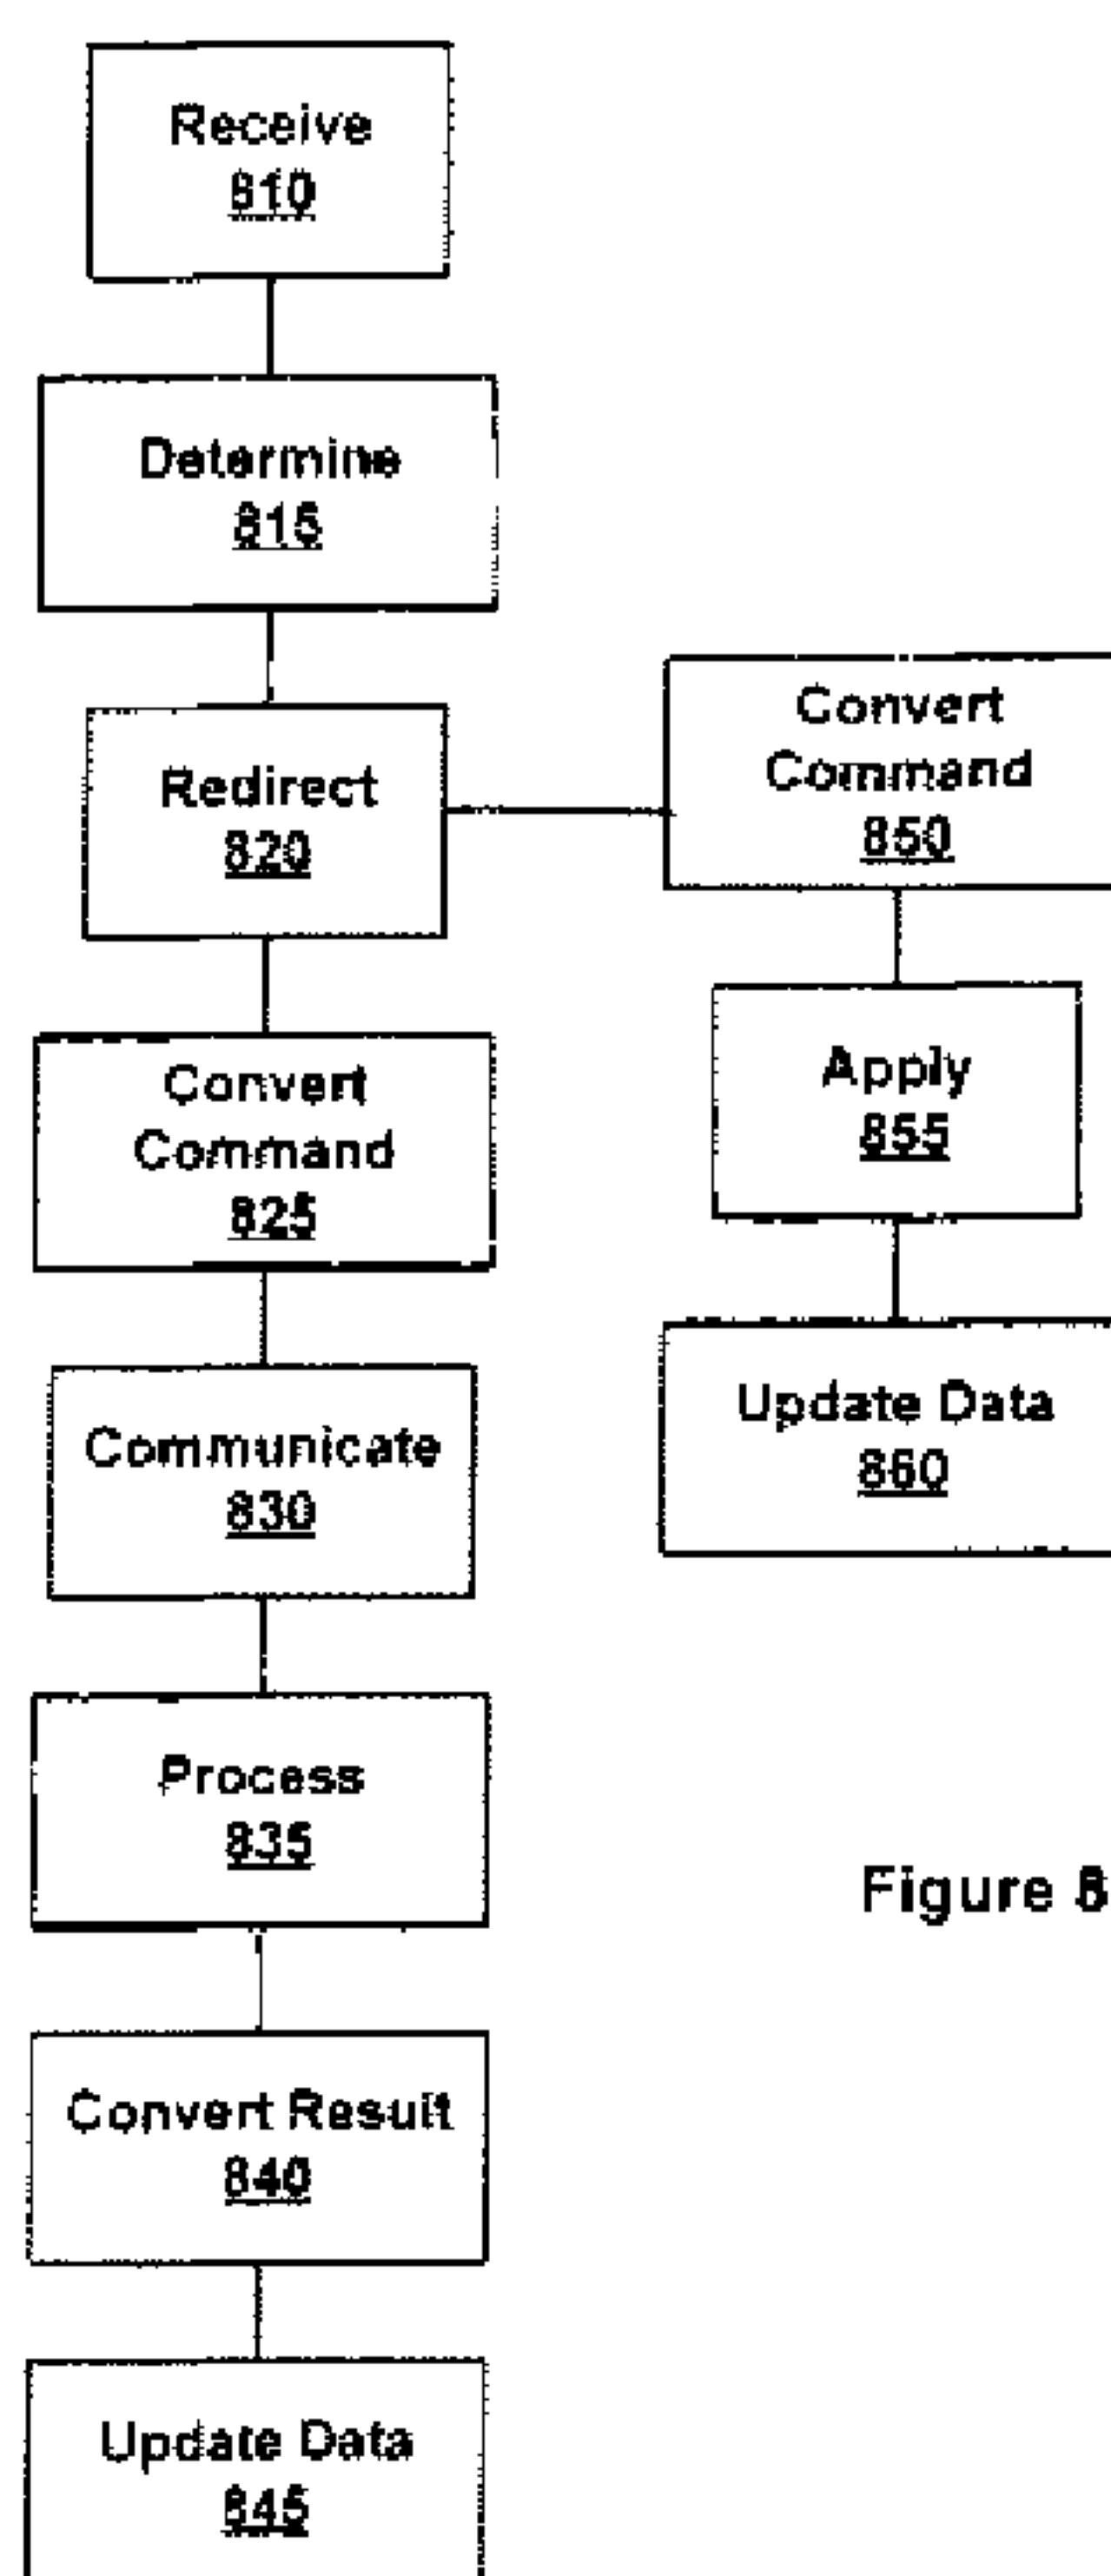 Receive
810
Determine
815
Redirect
820
Convert
Command
825
Communicate
830
Process
835
Convert Result
840
Update Data
845
Convert
Command
850
Apply
855
Update Data
860
Figure 8